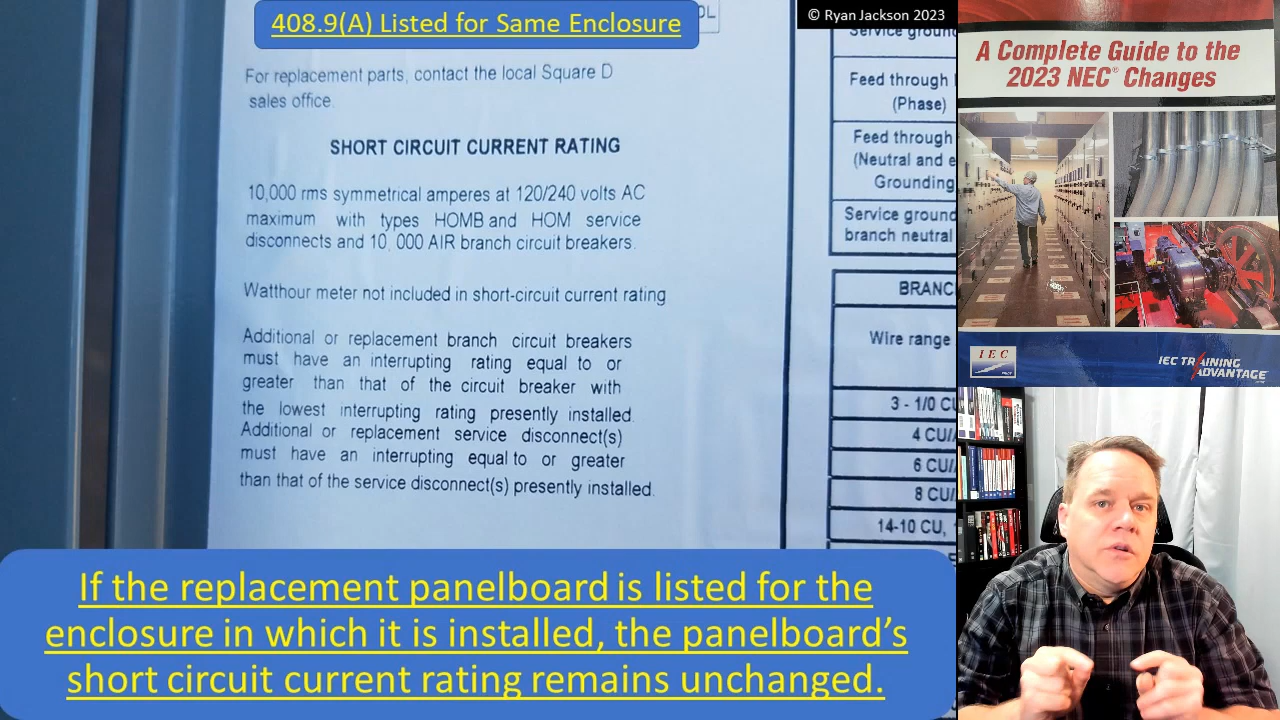 408.9(A) Listed for Same Enclosure
© Ryan Jackson 2023
For replacement parts, contact the local Square D
sales office.
SHORT CIRCUIT CURRENT RATING
10,000 rms symmetrical amperes at 120/240 volts AC
maximum with types HOMB and HOM service
disconnects and 10, 000 AIR branch circuit breakers.
Watthour meter not included in short-circuit current rating
Additional or replacement branch circuit breakers
must have an interrupting rating equal to or
greater than that of the circuit breaker with
the lowest interrupting rating presently installed.
Additional or replacement service disconnect(s)
must have an interrupting equal to or greater
than that of the service disconnect(s) presently installed.
Service
Feed through
(Phase)
Feed through
(Neutral and
Grounding
Service ground
branch neutral
BRANC
Wire range
3 - 1/0 CU
4 CU/
6 CU/
8 CU/
14-10 CU,
If the replacement panelboard is listed for the
enclosure in which it is installed, the panelboard's
short circuit current rating remains unchanged.
A Complete Guide to the
2023 NEC® Changes
IEC
IEC TRAINING
ADVANTAGE